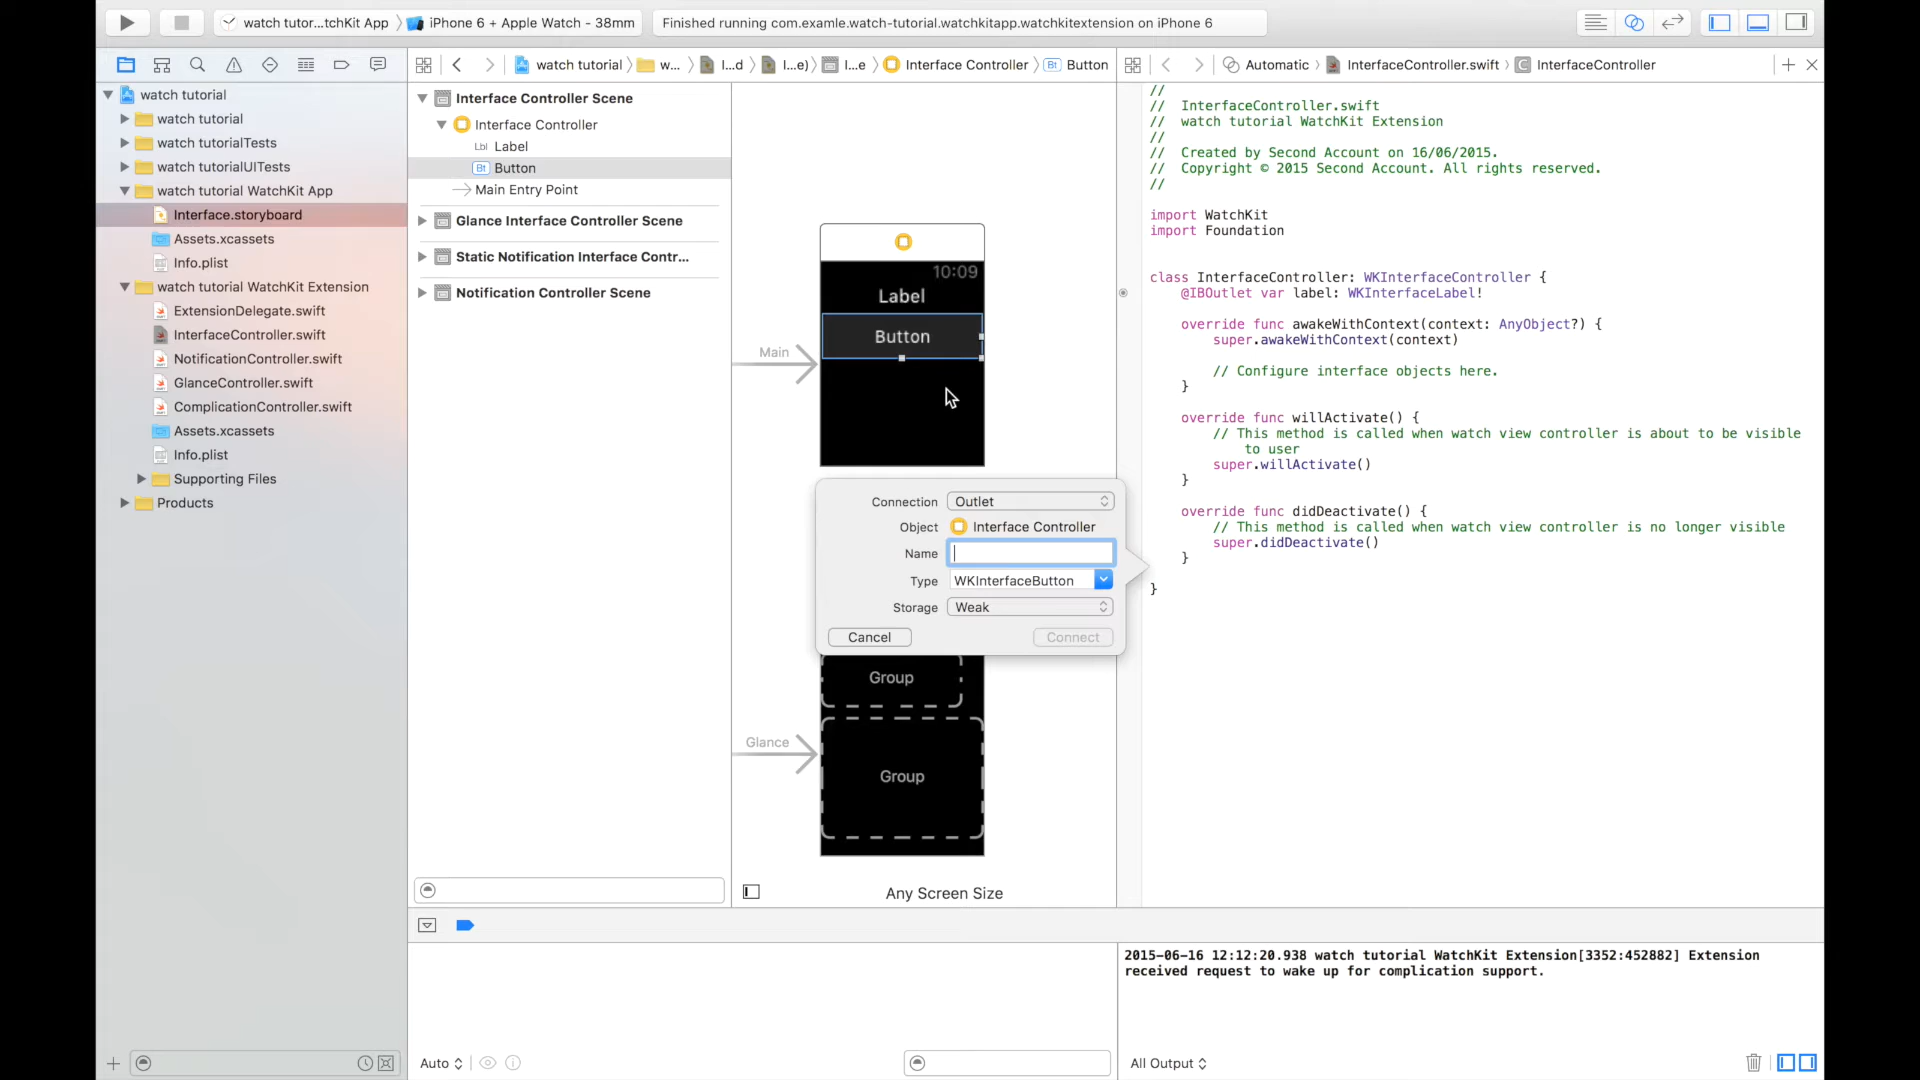 watch tutor...tchKit App
iPhone 6 + Apple Watch - 38mm
Finished running com.examle.watch-tutorial.watchkitapp.watchkitextension on iPhone 6
watch tutorial
w...
I...d
I...e)
I...e
Interface Controller
Button
Automatic
InterfaceController.swift
InterfaceController
watch tutorial
watch tutorial
watch tutorialTests
watch tutorialUITests
watch tutorial WatchKit App
Interface.storyboard
Assets.xcassets
Info.plist
watch tutorial WatchKit Extension
ExtensionDelegate.swift
InterfaceController.swift
NotificationController.swift
GlanceController.swift
ComplicationController.swift
Assets.xcassets
Info.plist
Supporting Files
Products
Interface Controller Scene
Interface Controller
Lbl Label
Bt Button
Main Entry Point
Glance Interface Controller Scene
Static Notification Interface Contr...
Notification Controller Scene
10:09
Label
Button
Main
Connection Outlet
Object Interface Controller
Name
Type WKInterfaceButton
Storage Weak
Cancel Connect
Group
Glance
Group
Any Screen Size
//
// InterfaceController.swift
// watch tutorial WatchKit Extension
//
// Created by Second Account on 16/06/2015.
// Copyright © 2015 Second Account. All rights reserved.
//
import WatchKit
import Foundation
class InterfaceController: WKInterfaceController {
@IBOutlet var label: WKInterfaceLabel!
override func awakeWithContext(context: AnyObject?) {
super.awakeWithContext(context)
// Configure interface objects here.
}
override func willActivate() {
// This method is called when watch view controller is about to be visible
to user
super.willActivate()
}
override func didDeactivate() {
// This method is called when watch view controller is no longer visible
super.didDeactivate()
}
}
2015-06-16 12:12:20.938 watch tutorial WatchKit Extension[3352:452882] Extension
received request to wake up for complication support.
Auto
All Output